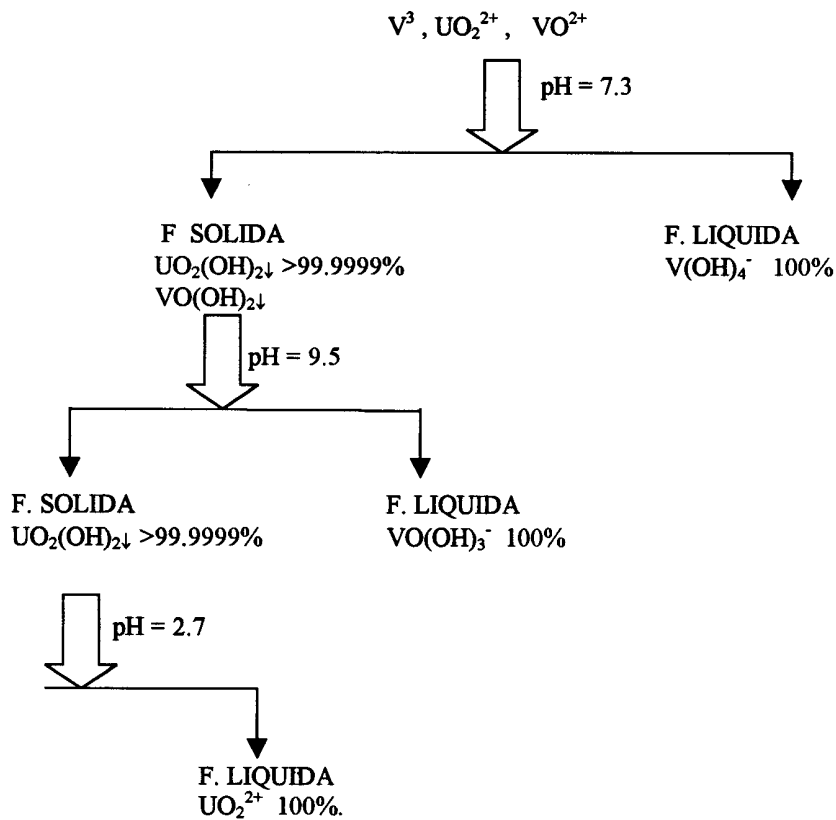 V³ , UO₂²⁺ , VO²⁺
pH = 7.3
F SOLIDA
UO₂(OH)₂↓ >99.9999%
VO(OH)₂↓
F. LIQUIDA
V(OH)₄⁻ 100%
pH = 9.5
F. SOLIDA
UO₂(OH)₂↓ >99.9999%
F. LIQUIDA
VO(OH)₃⁻ 100%
pH = 2.7
F. LIQUIDA
UO₂²⁺ 100%.